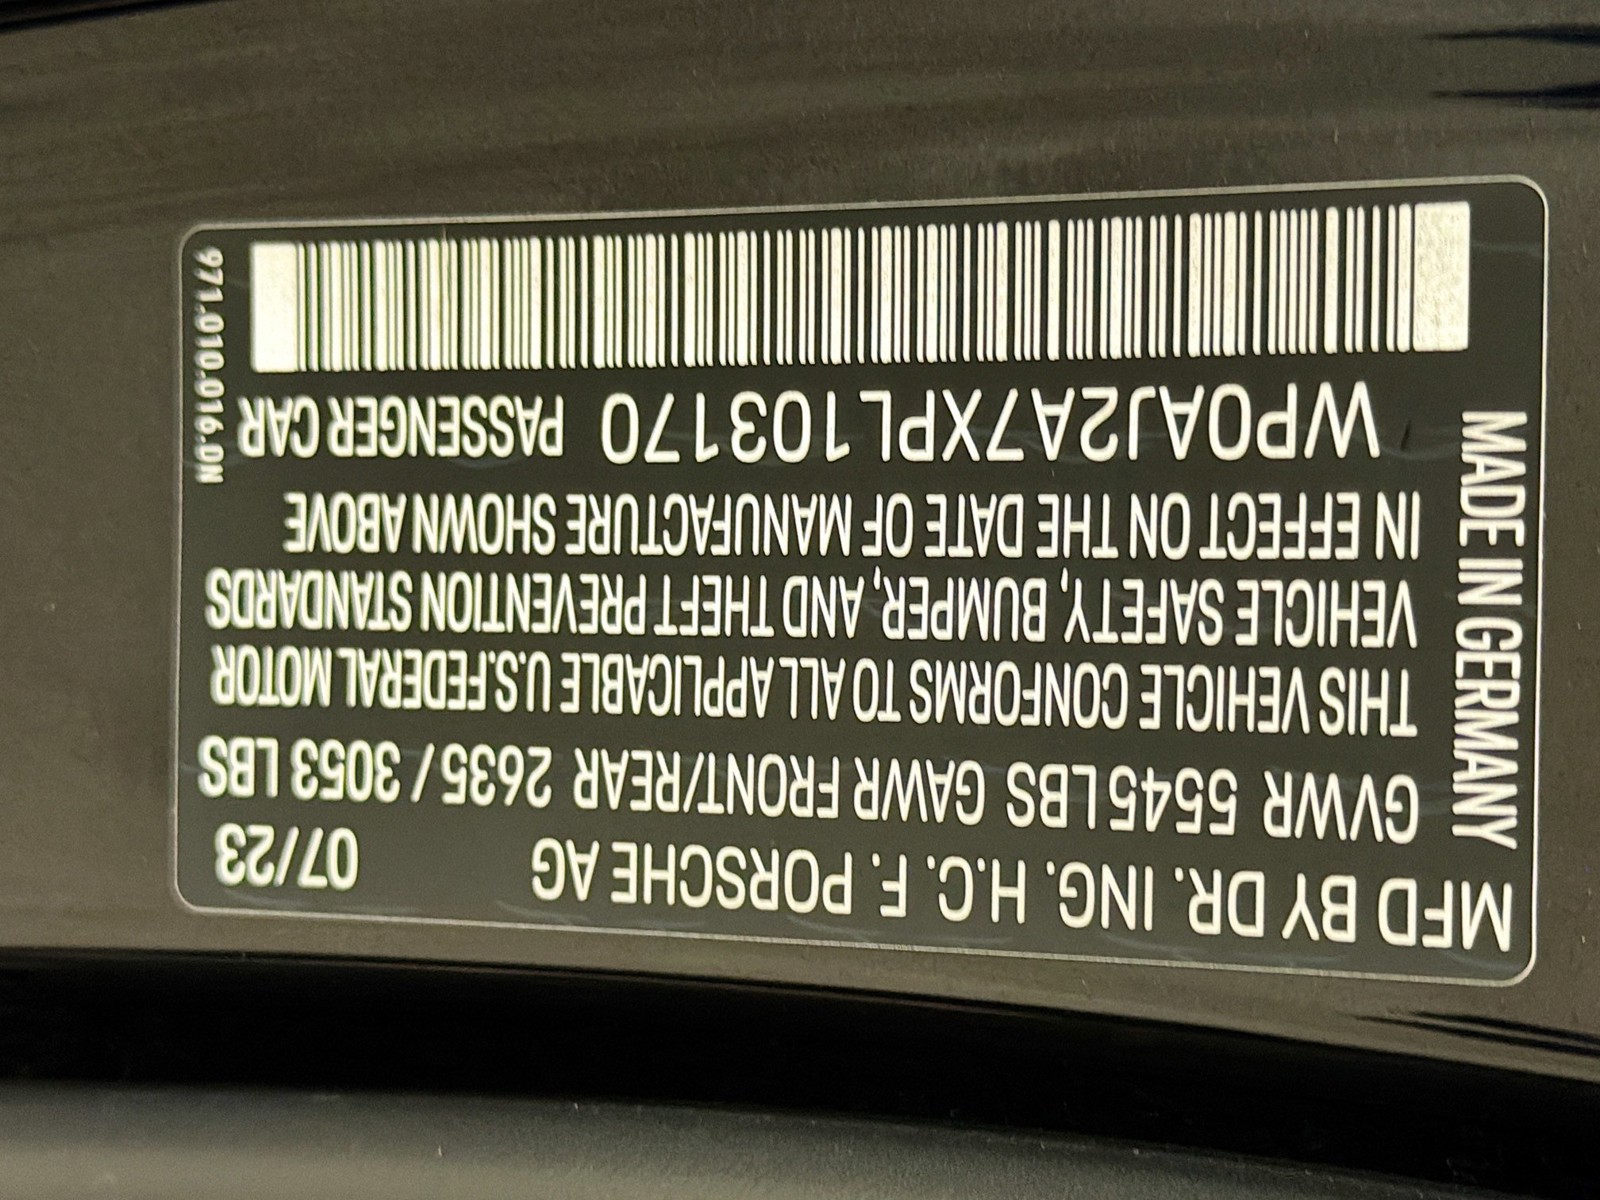 MFD BY DR. ING. H.C. F. PORSCHE AG 07/23
GVWR 5545 LBS GAWR FRONT/REAR 2635 / 3053 LBS
THIS VEHICLE CONFORMS TO ALL APPLICABLE U.S.FEDERAL MOTOR
VEHICLE SAFETY, BUMPER, AND THEFT PREVENTION STANDARDS
IN EFFECT ON THE DATE OF MANUFACTURE SHOWN ABOVE
WP0AJ2A7XPL103170 PASSENGER CAR
MADE IN GERMANY
971.010.016.DN